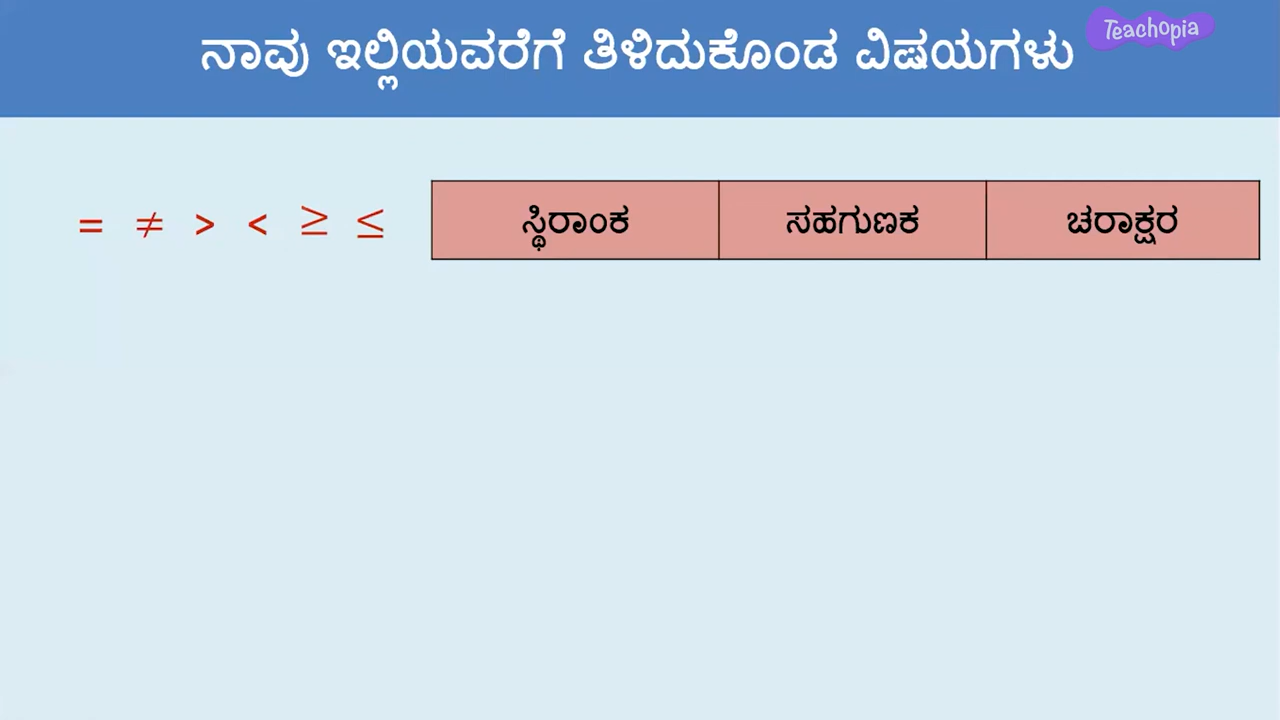 ನಾವು ಇಲ್ಲಿಯವರೆಗೆ ತಿಳಿದುಕೊಂಡ ವಿಷಯಗಳು
Teachopia
= ≠ > < ≥ ≤ ಸ್ಥಿರಾಂಕ ಸಹಗುಣಕ ಚರಾಕ್ಷರ